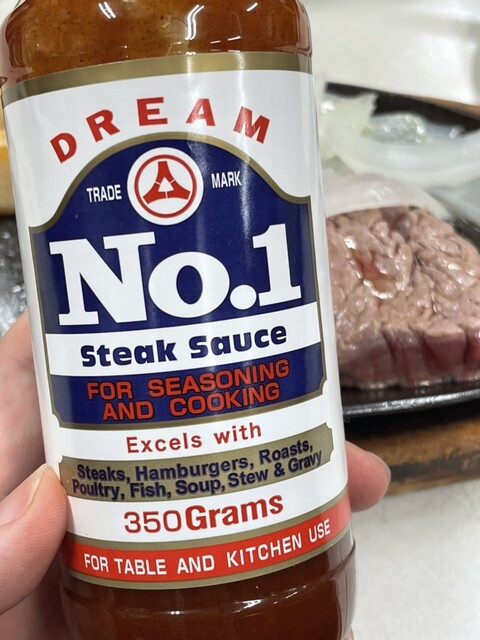 DREAM
TRADE MARK
No.1
Steak Sauce
FOR SEASONING
AND COOKING
Excels with
Steaks, Hamburgers, Roasts,
Poultry, Fish, Soup, Stew & Gravy
350Grams
FOR TABLE AND KITCHEN USE